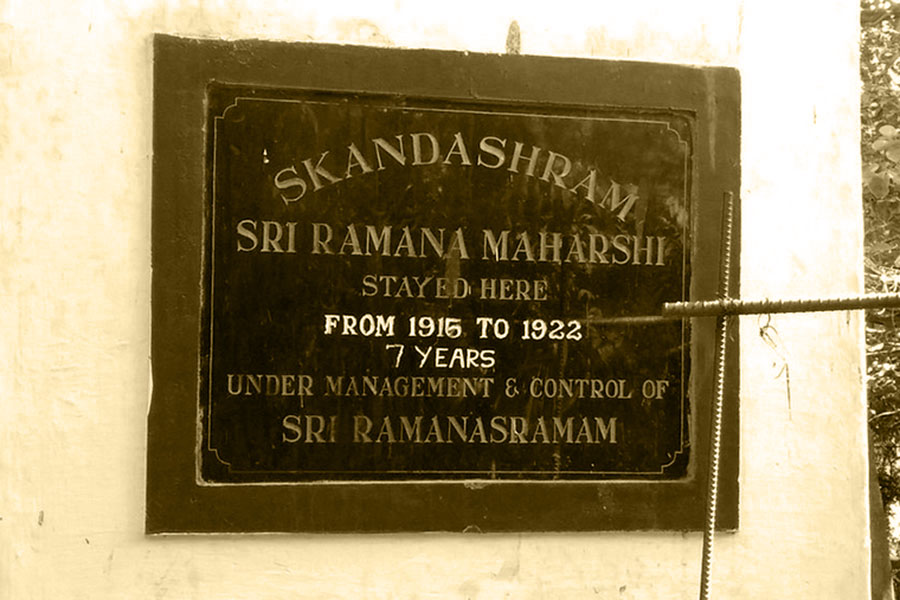 SKANDASHRAM
SRI RAMANA MAHARSHI
STAYED HERE
FROM 1915 TO 1922
7 YEARS
UNDER MANAGEMENT & CONTROL OF
SRI RAMANASRAMAM